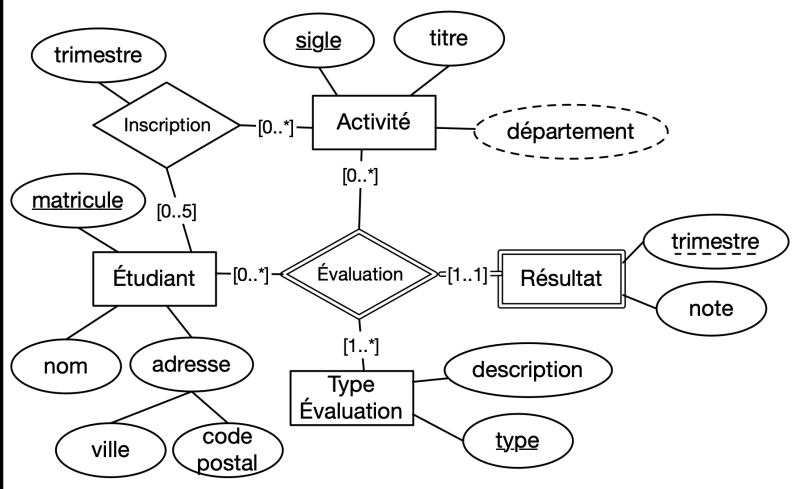 sigle
titre
trimestre
Inscription
[0..*]
Activité
département
[0..*]
matricule
[0..5]
trimestre
Étudiant
[0..*]
Évaluation
[1..1]
Résultat
note
[1..*]
nom
adresse
description
Type
Évaluation
ville
code
postal
type